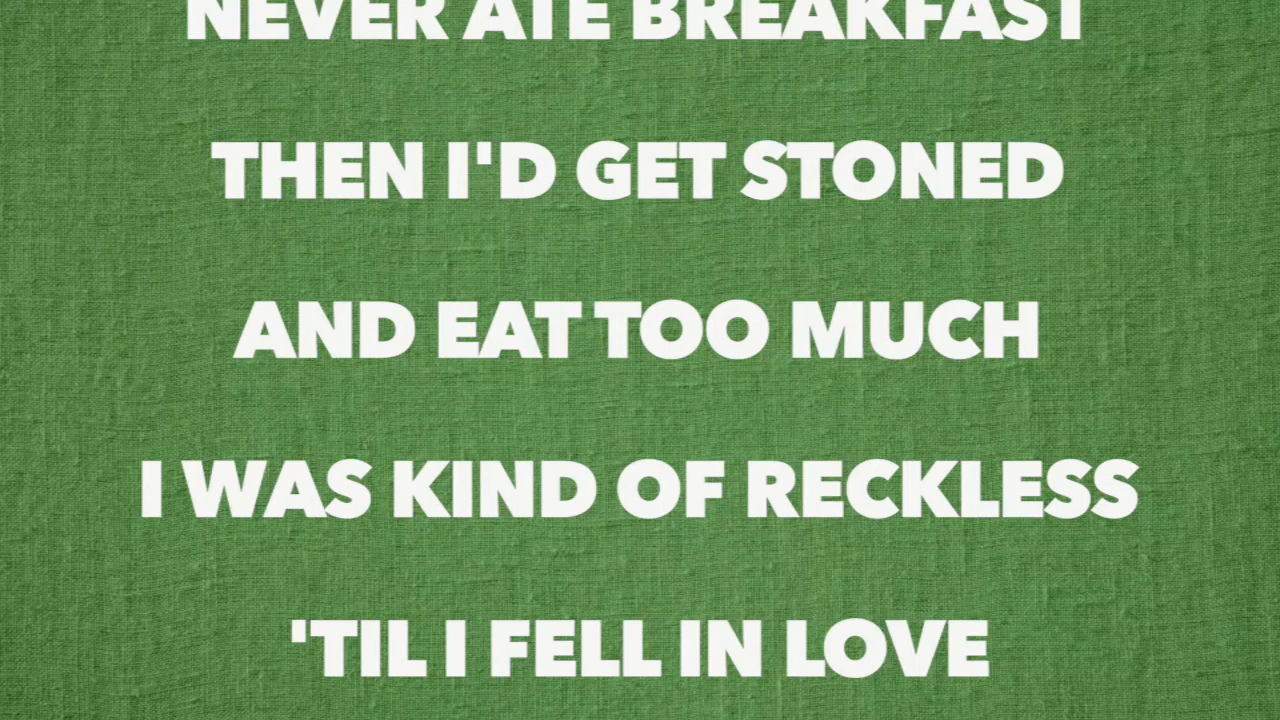 NEVER ATE BREAKFAST
THEN I'D GET STONED
AND EAT TOO MUCH
I WAS KIND OF RECKLESS
'TIL I FELL IN LOVE